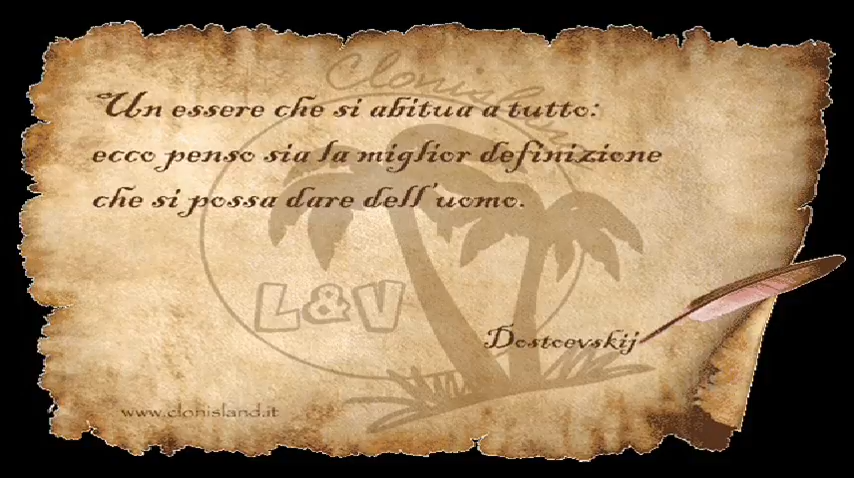 Clonisland
Un essere che si abitua a tutto:
ecco penso sia la miglior definizione
che si possa dare dell'uomo.
L&V
Dostoevskij
www.clonisland.it